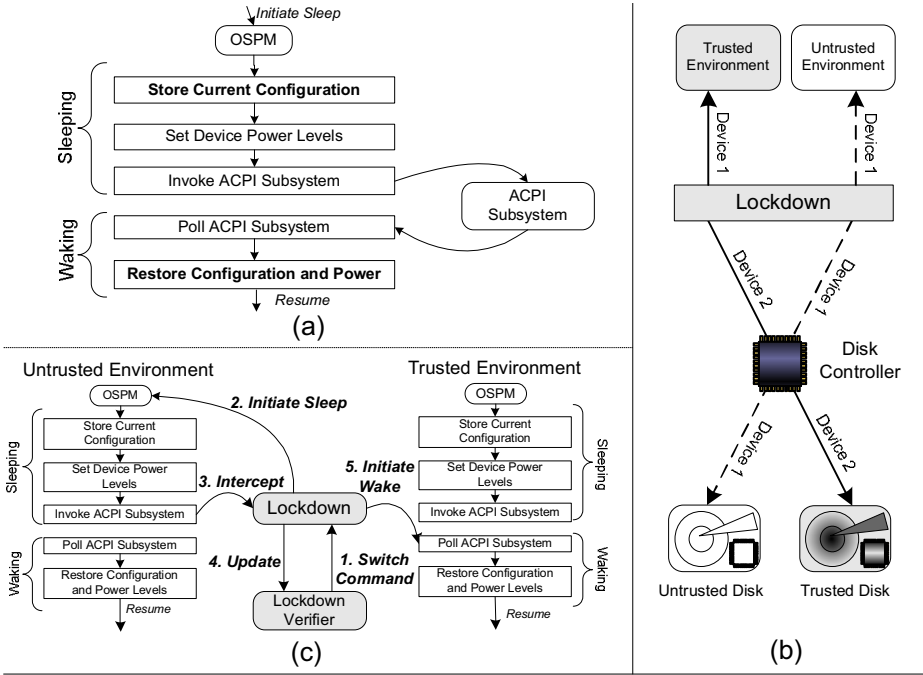 Initiate Sleep
OSPM
Sleeping
Store Current Configuration
Set Device Power Levels
Invoke ACPI Subsystem
ACPI
Subsystem
Waking
Poll ACPI Subsystem
Restore Configuration and Power
Resume
(a)
Trusted
Environment
Untrusted
Environment
Device 1
Device 1
Lockdown
Device 2
Device 1
Disk
Controller
Device 1
Device 2
Untrusted Disk
Trusted Disk
(b)
Untrusted Environment
OSPM
Sleeping
Store Current
Configuration
Set Device Power
Levels
Invoke ACPI Subsystem
Waking
Poll ACPI Subsystem
Restore Configuration
and Power Levels
Resume
2. Initiate Sleep
3. Intercept
Lockdown
5. Initiate
Wake
4. Update
1. Switch
Command
Lockdown
Verifier
Trusted Environment
OSPM
Store Current
Configuration
Set Device Power
Levels
Invoke ACPI Subsystem
Sleeping
Poll ACPI Subsystem
Restore Configuration
and Power Levels
Waking
Resume
(c)